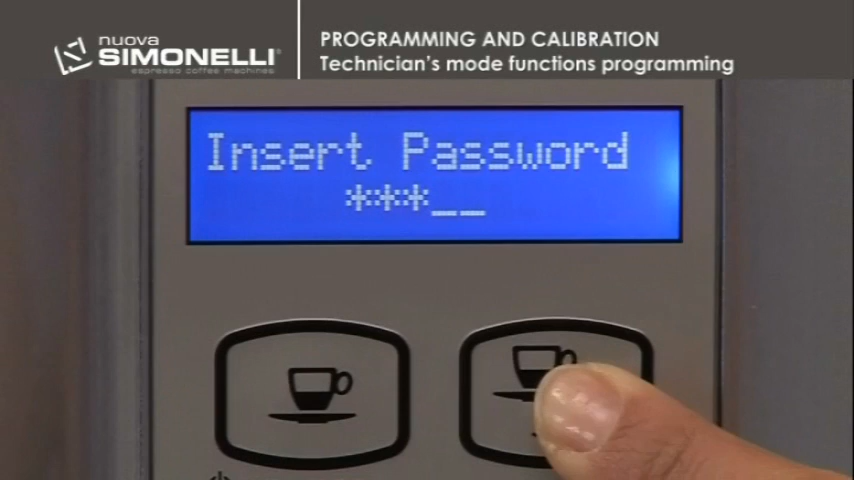 nuova
SIMONELLI®
espresso coffee machines
PROGRAMMING AND CALIBRATION
Technician's mode functions programming
Insert Password
***__